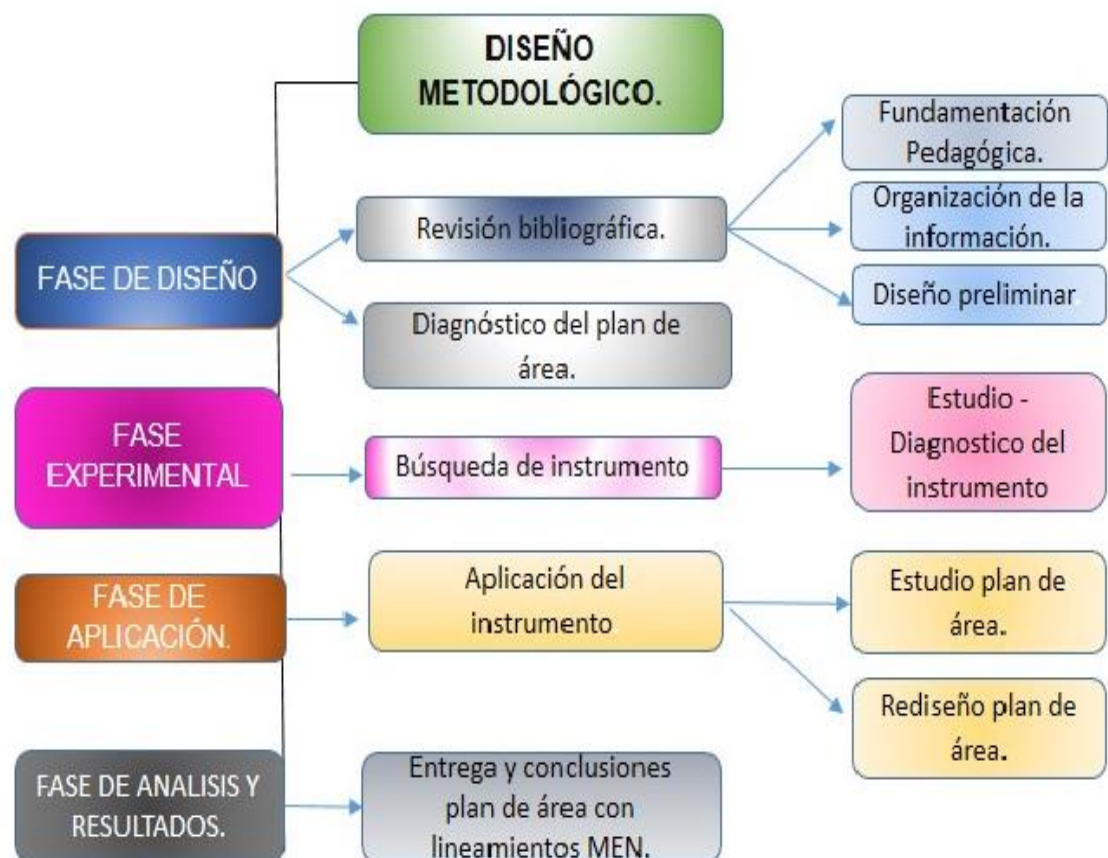 DISEÑO
METODOLÓGICO.
Fundamentación
Pedagógica.
Revisión bibliográfica.
Organización de la
información.
FASE DE DISEÑO
Diseño preliminar
Diagnóstico del plan de
área.
FASE
EXPERIMENTAL
Búsqueda de instrumento
Estudio -
Diagnostico del
instrumento
FASE DE
APLICACIÓN.
Aplicación del
instrumento
Estudio plan de
área.
Rediseño plan de
área.
FASE DE ANALISIS Y
RESULTADOS.
Entrega y conclusiones
plan de área con
lineamientos MEN.